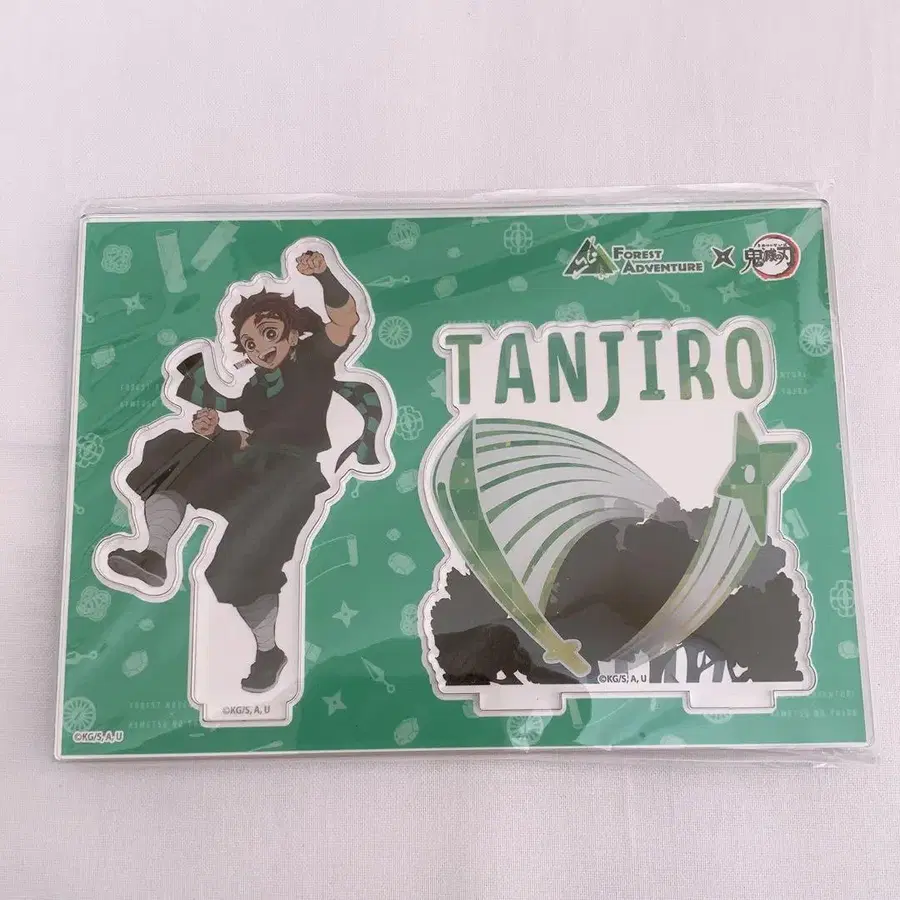 FOREST
ADVENTURE
鬼滅の刃
TANJIRO
©KG/S, A, U
©KG/S, A, U
©KG/S, A, U